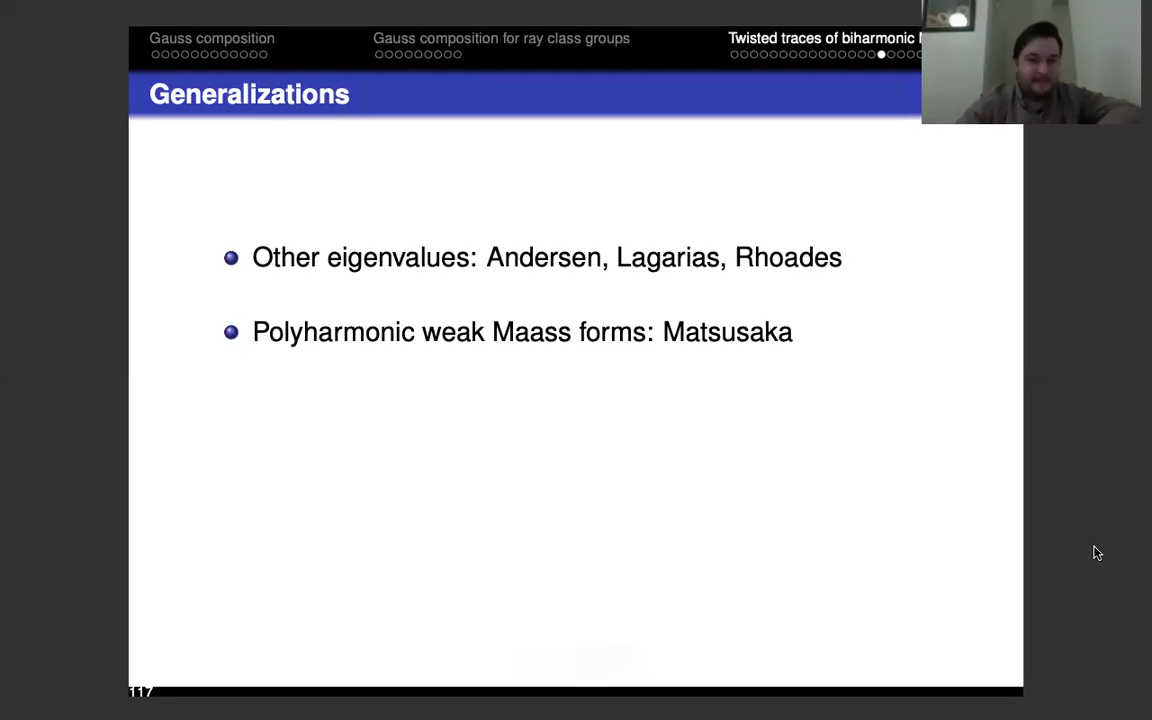 Gauss composition
Gauss composition for ray class groups
Twisted traces of biharmonic
Generalizations
Other eigenvalues: Andersen, Lagarias, Rhoades
Polyharmonic weak Maass forms: Matsusaka
117